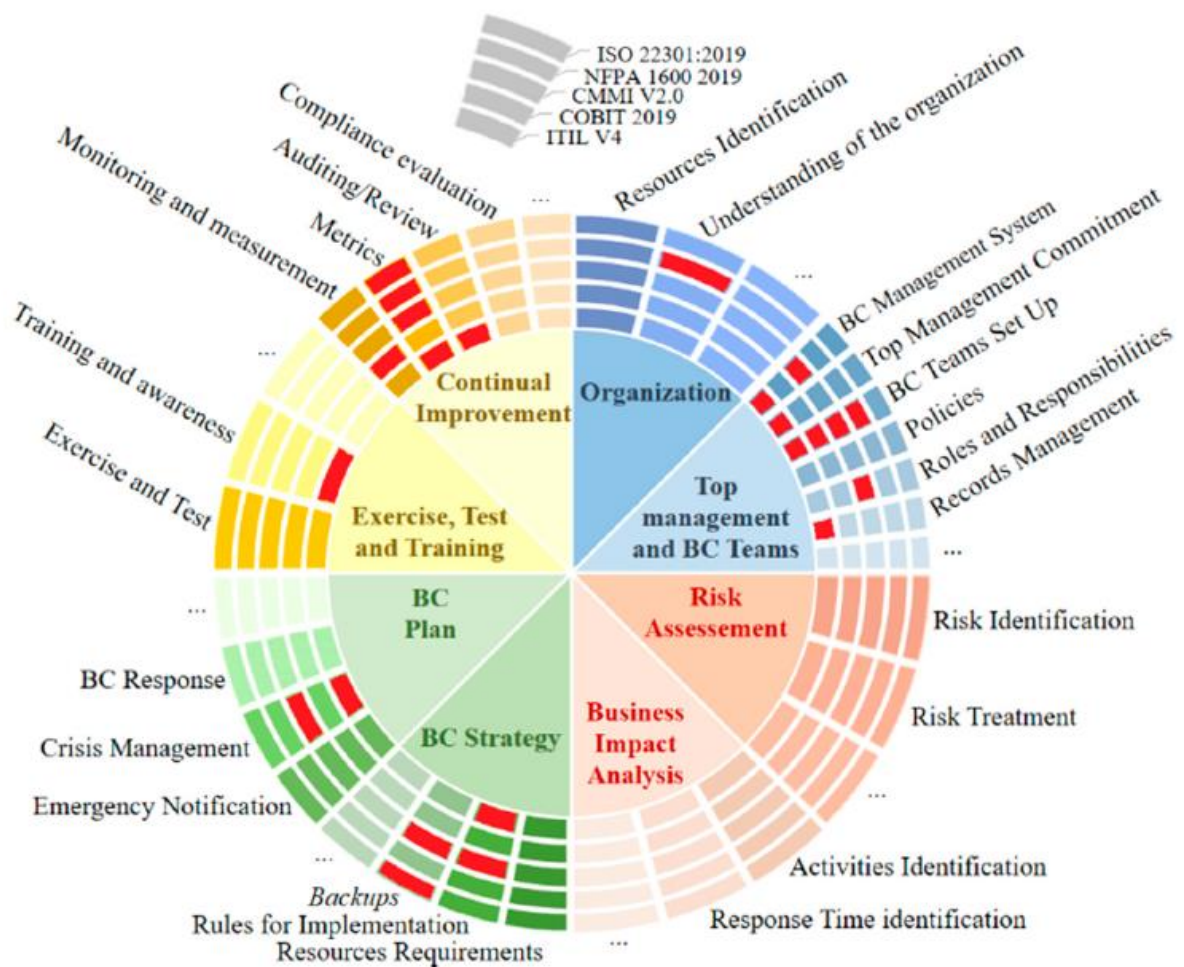 ISO 22301:2019
NFPA 1600 2019
CMMI V2.0
COBIT 2019
ITIL V4
Resources Identification
Understanding of the organization
...
BC Management System
Top Management Commitment
BC Teams Set Up
Policies
Roles and Responsibilities
Records Management
...
Risk Identification
Risk Treatment
...
Activities Identification
Response Time identification
...
Resources Requirements
Rules for Implementation
Backups
...
Emergency Notification
Crisis Management
BC Response
...
Exercise and Test
Training and awareness
...
Monitoring and measurement
Metrics
Auditing/Review
Compliance evaluation
...
Organization
Top
management
and BC Teams
Risk
Assessement
Business
Impact
Analysis
BC Strategy
BC
Plan
Exercise, Test
and Training
Continual
Improvement